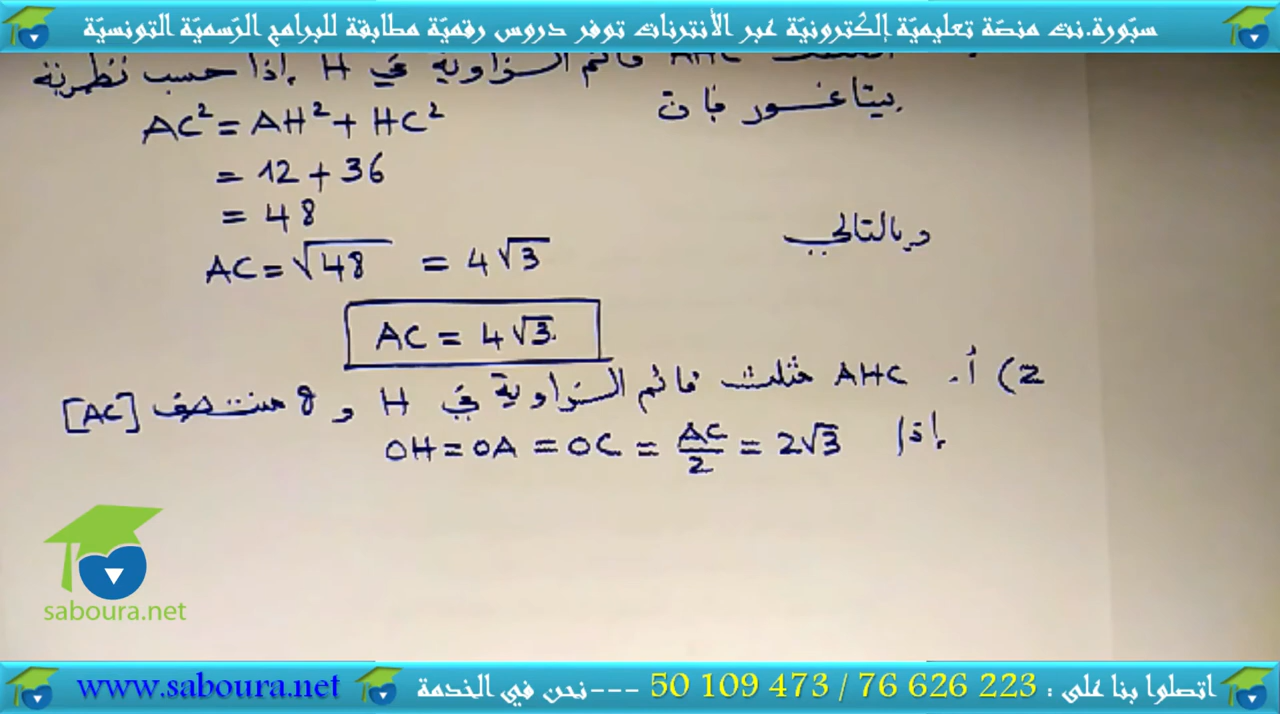 سبّورة.نت منصّة تعليميّة إلكترونيّة عبر الأنترنات توفر دروس رقميّة مطابقة للبرامج الرّسميّة التونسيّة
AHC قائم الزاوية في H إذا حسب نظرية
بيتاغور فإن
AC² = AH² + HC²
= 12 + 36
= 48
وبالتالي
AC = √48 = 4√3
AC = 4√3
2) أ. AHC مثلث قائم الزاوية في H و O منتصف [AC]
إذا OH = OA = OC = AC/2 = 2√3
saboura.net
اتصلوا بنا على : 50 109 473 / 76 626 223 ---نحن في الخدمة www.saboura.net